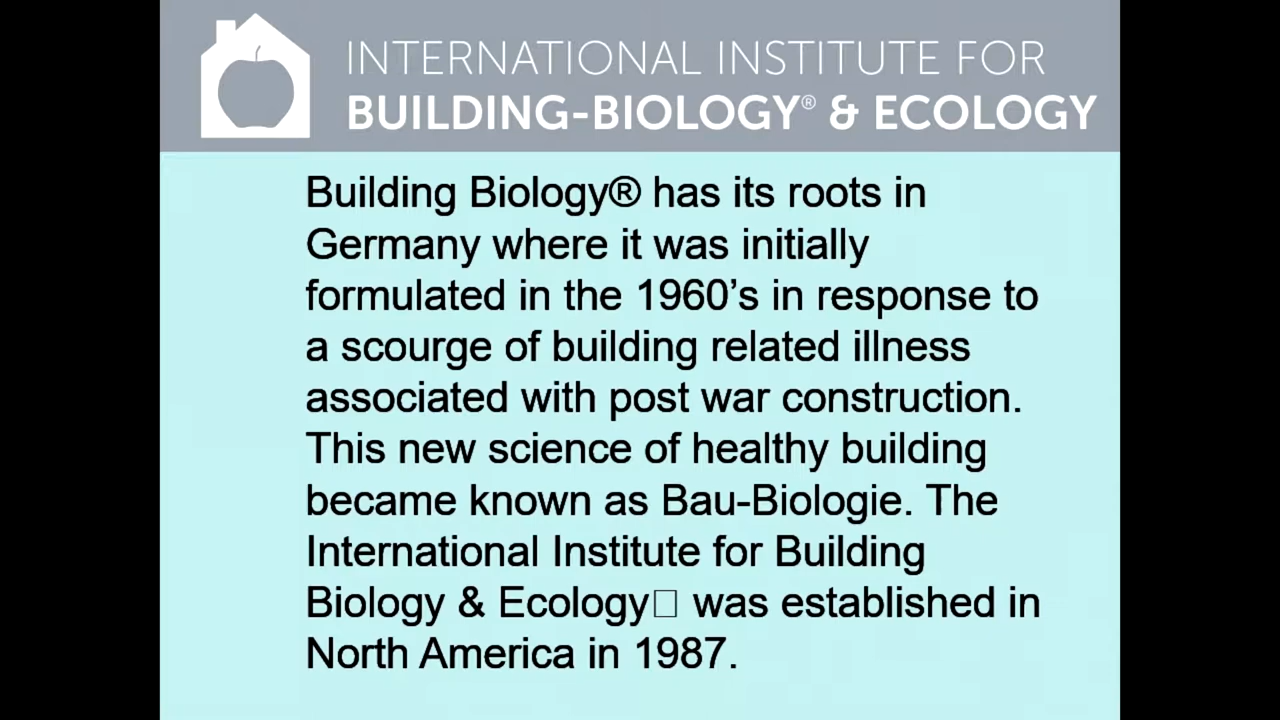 INTERNATIONAL INSTITUTE FOR
BUILDING-BIOLOGY® & ECOLOGY
Building Biology® has its roots in
Germany where it was initially
formulated in the 1960’s in response to
a scourge of building related illness
associated with post war construction.
This new science of healthy building
became known as Bau-Biologie. The
International Institute for Building
Biology & Ecology□ was established in
North America in 1987.